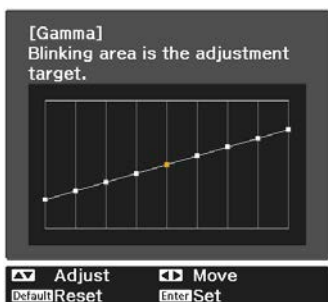 [Gamma]
Blinking area is the adjustment
target.
Adjust Move
Default Reset Enter Set